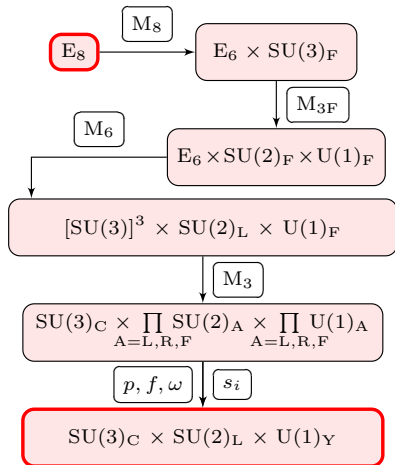 M₈
E₈
E₆ × SU(3)_F
M₃F
M₆
E₆ × SU(2)_F × U(1)_F
[SU(3)]³ × SU(2)_L × U(1)_F
M₃
SU(3)_C × ∏_{A=L,R,F} SU(2)_A × ∏_{A=L,R,F} U(1)_A
p, f, ω
s_i
SU(3)_C × SU(2)_L × U(1)_Y